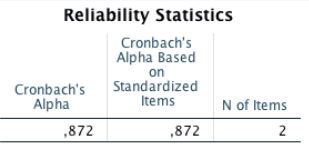 Reliability Statistics
Cronbach's
Alpha
Cronbach's
Alpha Based
on
Standardized
Items
N of Items
,872
,872
2